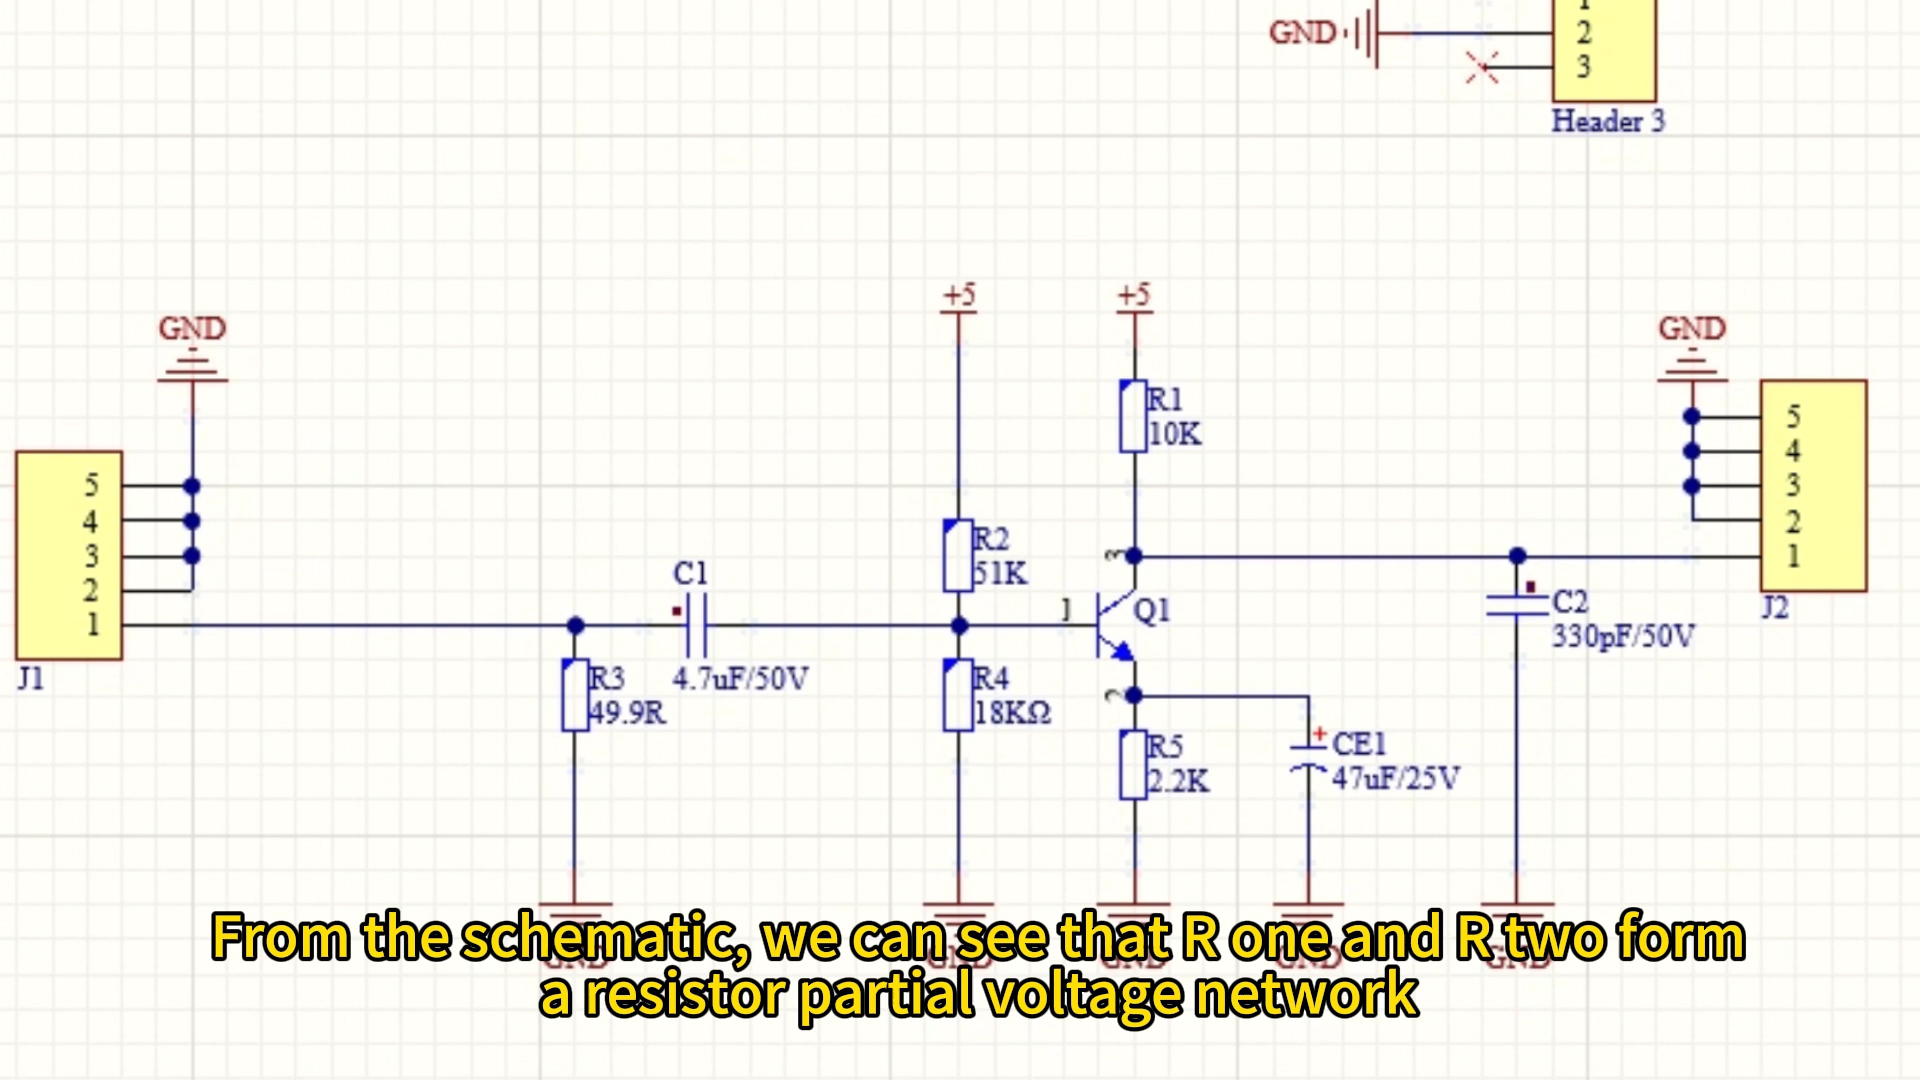 1
GND
2
3
Header 3
+5
+5
GND
GND
R1
10K
5
4
3
2
1
J1
5
4
3
2
1
J2
R2
51K
C1
4.7uF/50V
3
1
Q1
2
C2
330pF/50V
R3
49.9R
R4
18KΩ
R5
2.2K
+
CE1
47uF/25V
GND
GND
GND
GND
GND
From the schematic, we can see that R one and R two form
a resistor partial voltage network